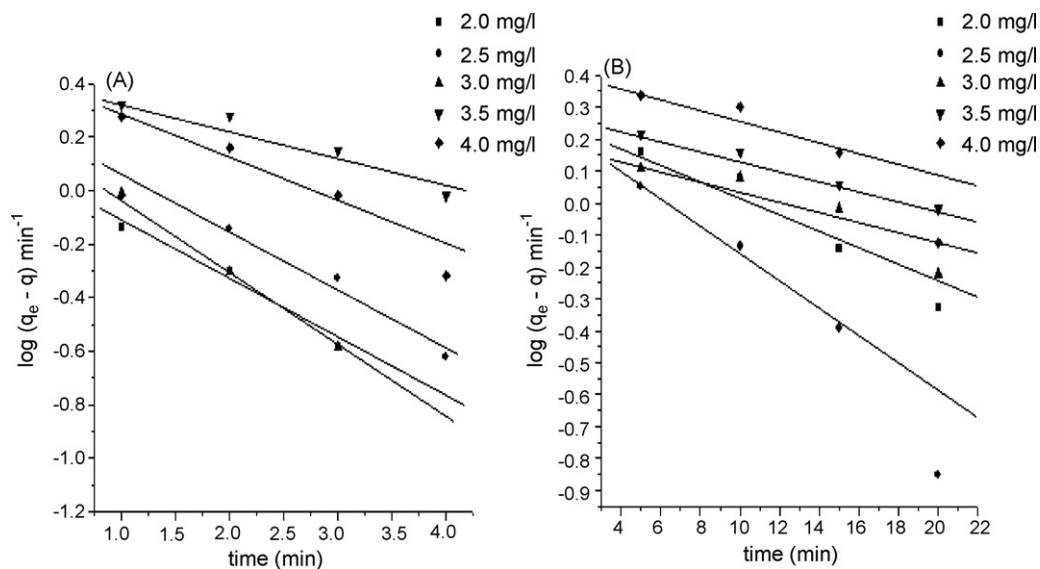 2.0 mg/l
2.5 mg/l
3.0 mg/l
3.5 mg/l
4.0 mg/l
(A)
0.4
0.2
0.0
-0.2
-0.4
-0.6
-0.8
-1.0
-1.2
log (qe - q) min-1
1.0
1.5
2.0
2.5
3.0
3.5
4.0
time (min)
2.0 mg/l
2.5 mg/l
3.0 mg/l
3.5 mg/l
4.0 mg/l
(B)
0.4
0.3
0.2
0.1
0.0
-0.1
-0.2
-0.3
-0.4
-0.5
-0.6
-0.7
-0.8
-0.9
log (qe - q) min-1
4
6
8
10
12
14
16
18
20
22
time (min)